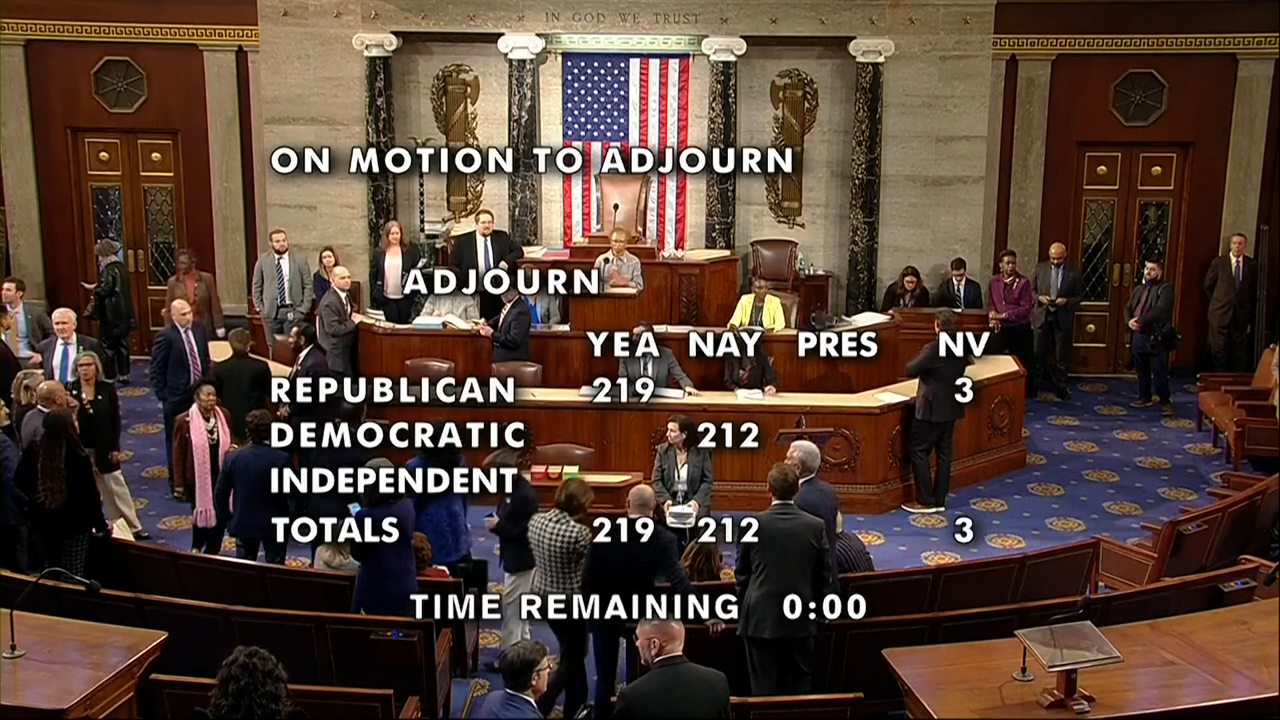 IN GOD WE TRUST
ON MOTION TO ADJOURN
ADJOURN
YEA NAY PRES NV
REPUBLICAN 219 3
DEMOCRATIC 212
INDEPENDENT
TOTALS 219 212 3
TIME REMAINING 0:00